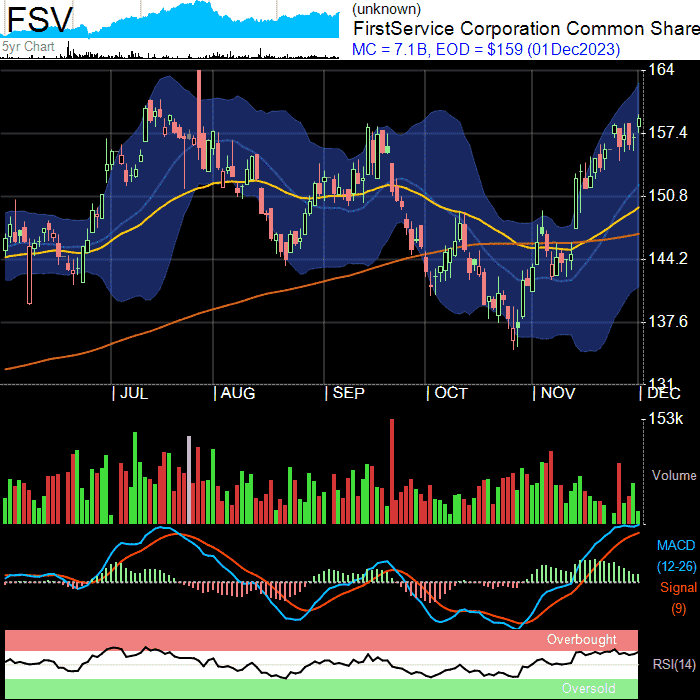 FSV
5yr Chart
(unknown)
FirstService Corporation Common Share
MC = 7.1B, EOD = $159 (01Dec2023)
164
157.4
150.8
144.2
137.6
131
JUL AUG SEP OCT NOV DEC
153k
Volume
MACD
(12-26)
Signal
(9)
Overbought
RSI(14)
Oversold